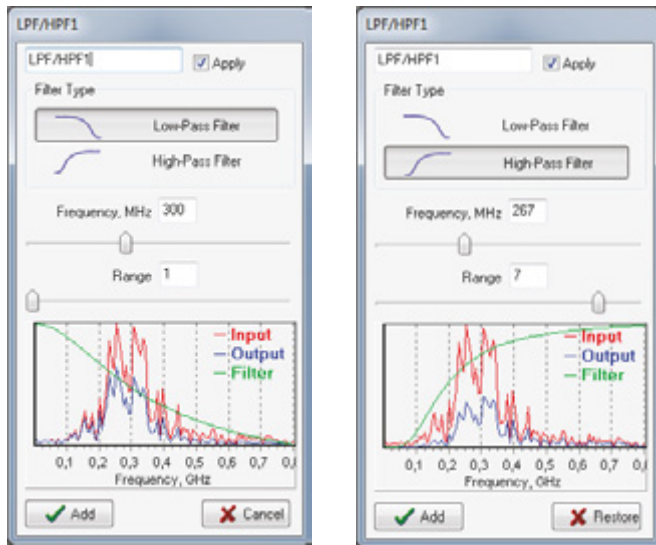 LPF/HPF1
LPF/HPF1
Apply
Filter Type
Low-Pass Filter
High-Pass Filter
Frequency, MHz 300
Range 1
Input
Output
Filter
0,1 0,2 0,3 0,4 0,5 0,6 0,7 0,
Frequency, GHz
Add
Cancel
LPF/HPF1
LPF/HPF1
Apply
Filter Type
Low-Pass Filter
High-Pass Filter
Frequency, MHz 267
Range 7
Input
Output
Filter
0,1 0,2 0,3 0,4 0,5 0,6 0,7 0,
Frequency, GHz
Add
Restore